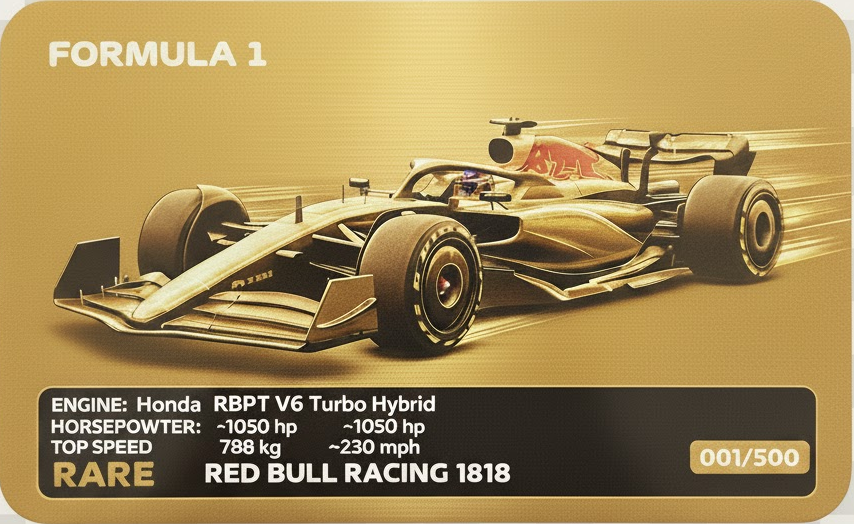 FORMULA 1
ENGINE: Honda RBPT V6 Turbo Hybrid
HORSEPOWTER: ~1050 hp ~1050 hp
TOP SPEED 788 kg ~230 mph
RARE RED BULL RACING 1818
001/500